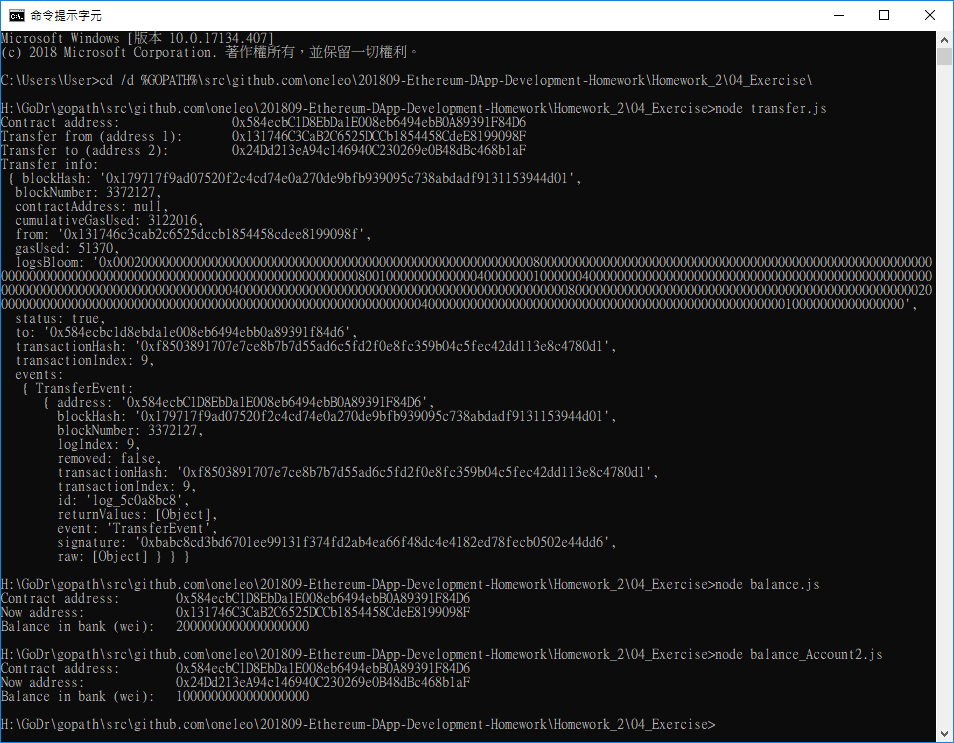 命令提示字元
Microsoft Windows [版本 10.0.17134.407]
(c) 2018 Microsoft Corporation. 著作權所有，並保留一切權利。
C:\Users\User>cd /d %GOPATH%\src\github.com\oneleo\201809-Ethereum-DApp-Development-Homework\Homework_2\04_Exercise\
H:\GoDr\gopath\src\github.com\oneleo\201809-Ethereum-DApp-Development-Homework\Homework_2\04_Exercise>node transfer.js
Contract address: 0x584ecbC1D8EbDa1E008eb6494ebB0A89391F84D6
Transfer from (address 1): 0x131746C3CaB2C6525DCCb1854458CdeE8199098F
Transfer to (address 2): 0x24Dd213eA94c146940C230269e0B48dBc468b1aF
Transfer info:
{ blockHash: '0x179717f9ad07520f2c4cd74e0a270de9bfb939095c738abdadf9131153944d01',
blockNumber: 3372127,
contractAddress: null,
cumulativeGasUsed: 3122016,
from: '0x131746c3cab2c6525dccb1854458cdee8199098f',
gasUsed: 51370,
logsBloom:
status: true,
to: '0x584ecbc1d8ebda1e008eb6494ebb0a89391f84d6',
transactionHash: '0xf8503891707e7ce8b7b7d55ad6c5fd2f0e8fc359b04c5fec42dd113e8c4780d1',
transactionIndex: 9,
events:
{ TransferEvent:
{ address: '0x584ecbC1D8EbDa1E008eb6494ebB0A89391F84D6',
blockHash: '0x179717f9ad07520f2c4cd74e0a270de9bfb939095c738abdadf9131153944d01',
blockNumber: 3372127,
logIndex: 9,
removed: false,
transactionHash: '0xf8503891707e7ce8b7b7d55ad6c5fd2f0e8fc359b04c5fec42dd113e8c4780d1',
transactionIndex: 9,
id: 'log_5c0a8bc8',
returnValues: [Object],
event: 'TransferEvent',
signature: '0xbabc8cd3bd6701ee99131f374fd2ab4ea66f48dc4e4182ed78fecb0502e44dd6',
raw: [Object] } } }
H:\GoDr\gopath\src\github.com\oneleo\201809-Ethereum-DApp-Development-Homework\Homework_2\04_Exercise>node balance.js
Contract address: 0x584ecbC1D8EbDa1E008eb6494ebB0A89391F84D6
Now address: 0x131746C3CaB2C6525DCCb1854458CdeE8199098F
Balance in bank (wei): 2000000000000000000
H:\GoDr\gopath\src\github.com\oneleo\201809-Ethereum-DApp-Development-Homework\Homework_2\04_Exercise>node balance_Account2.js
Contract address: 0x584ecbC1D8EbDa1E008eb6494ebB0A89391F84D6
Now address: 0x24Dd213eA94c146940C230269e0B48dBc468b1aF
Balance in bank (wei): 1000000000000000000
H:\GoDr\gopath\src\github.com\oneleo\201809-Ethereum-DApp-Development-Homework\Homework_2\04_Exercise>